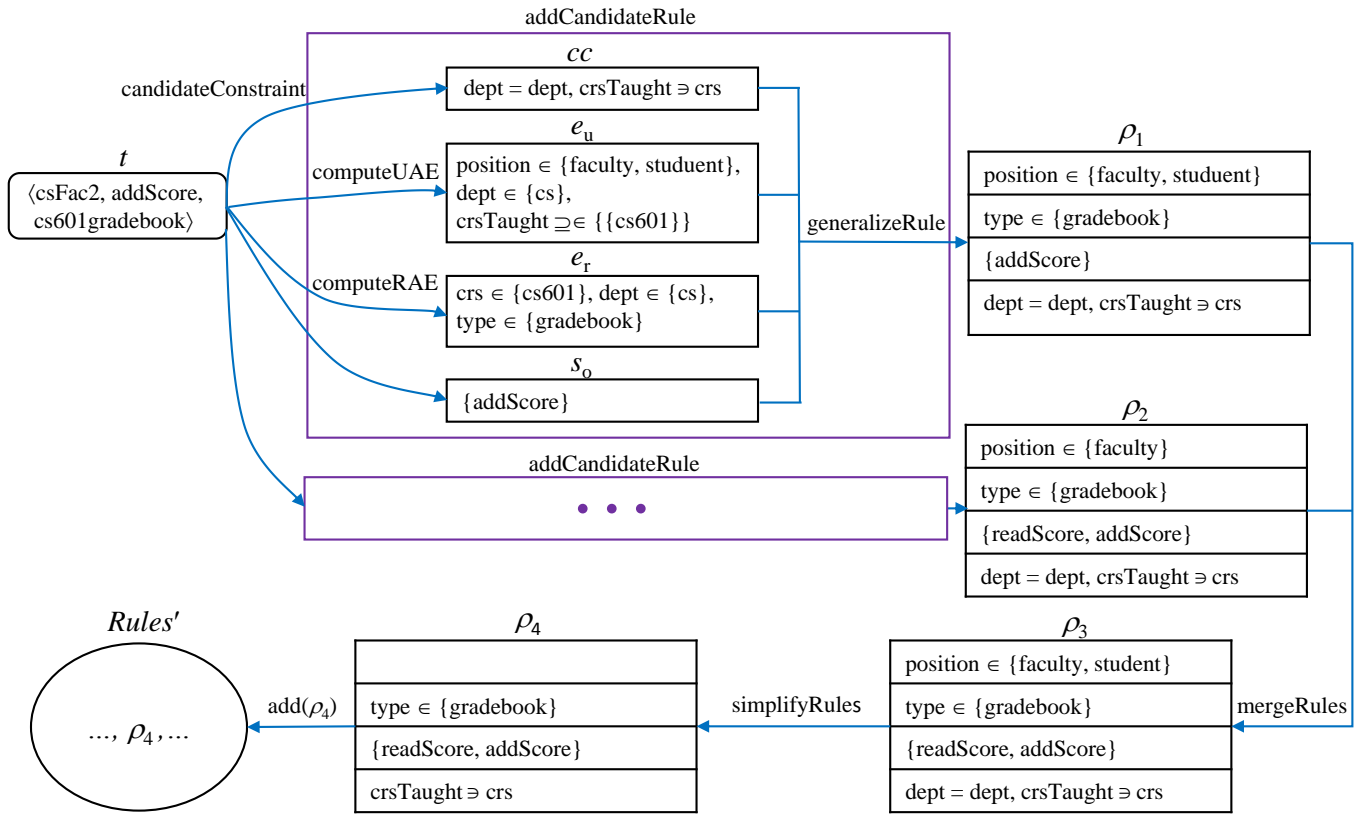 addCandidateRule
cc
candidateConstraint
dept = dept, crsTaught ∋ crs
e_u
t
computeUAE
position ∈ {faculty, studuent},
dept ∈ {cs},
crsTaught ⊇∈ {{cs601}}
⟨csFac2, addScore,
cs601gradebook⟩
generalizeRule
e_r
computeRAE
crs ∈ {cs601}, dept ∈ {cs},
type ∈ {gradebook}
s_o
{addScore}
ρ_1
position ∈ {faculty, studuent}
type ∈ {gradebook}
{addScore}
dept = dept, crsTaught ∋ crs
addCandidateRule
• • •
ρ_2
position ∈ {faculty}
type ∈ {gradebook}
{readScore, addScore}
dept = dept, crsTaught ∋ crs
mergeRules
ρ_3
position ∈ {faculty, student}
type ∈ {gradebook}
{readScore, addScore}
dept = dept, crsTaught ∋ crs
simplifyRules
ρ_4
type ∈ {gradebook}
{readScore, addScore}
crsTaught ∋ crs
add(ρ_4)
Rules'
..., ρ_4 ,...